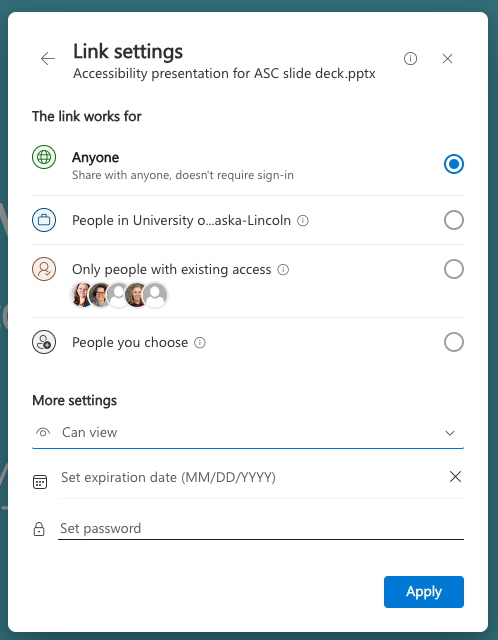 Link settings
Accessibility presentation for ASC slide deck.pptx
The link works for
Anyone
Share with anyone, doesn't require sign-in
People in University o...aska-Lincoln
Only people with existing access
People you choose
More settings
Can view
Set expiration date (MM/DD/YYYY)
Set password
Apply